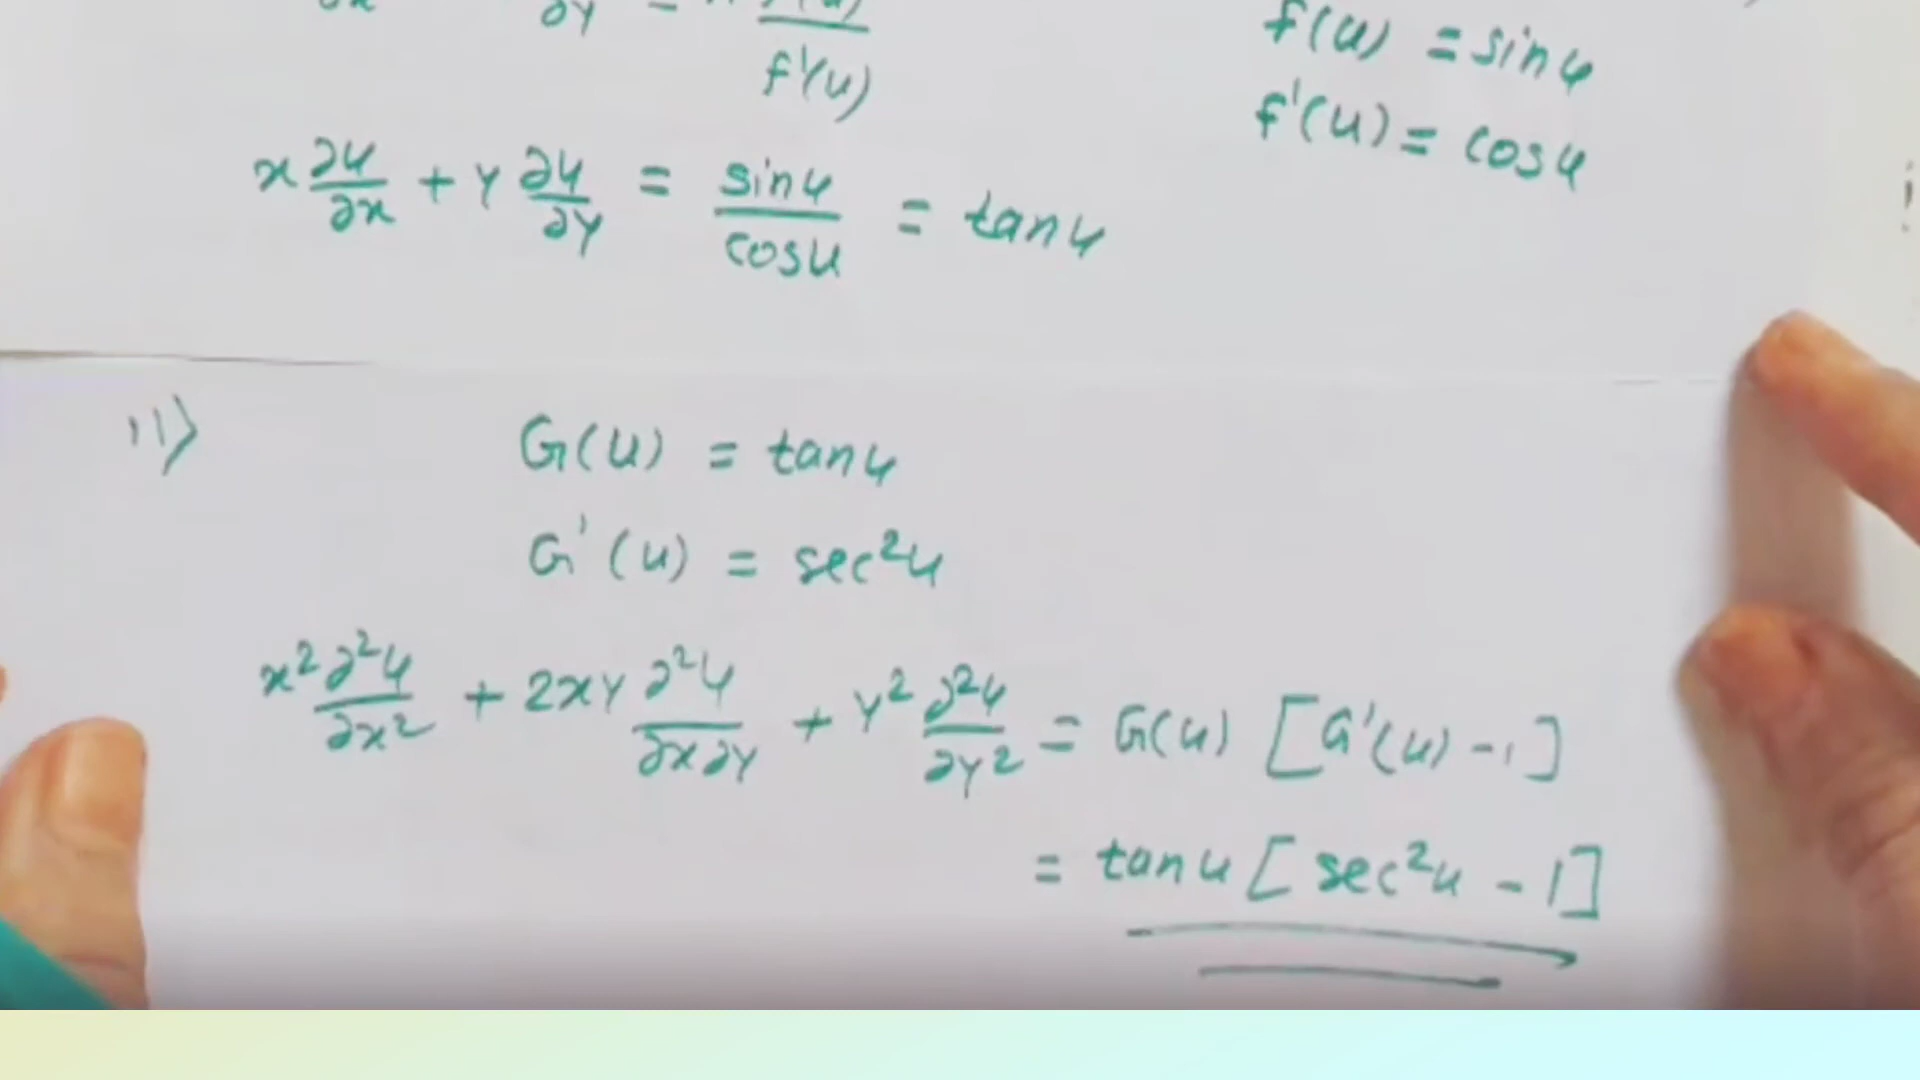 f'(u)
f(u) = sin u
f'(u) = cos u
x ∂u/∂x + y ∂u/∂y = sin u/cos u = tan u
11)
G(u) = tan u
G'(u) = sec²u
x² ∂²u/∂x² + 2xy ∂²u/∂x∂y + y² ∂²u/∂y² = G(u) [G'(u) - 1]
= tan u [sec²u - 1]